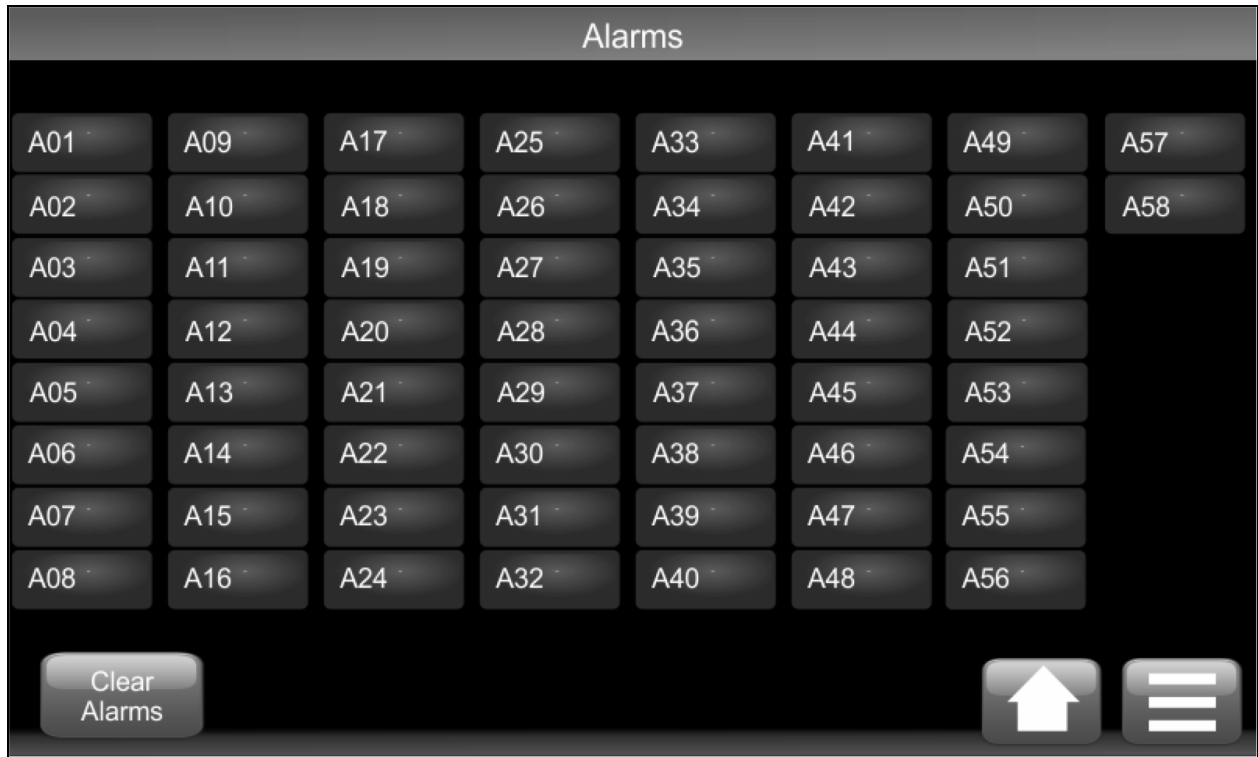 Alarms
A01 - A09 - A17 - A25 - A33 - A41 - A49 - A57 -
A02 - A10 - A18 - A26 - A34 - A42 - A50 - A58 -
A03 - A11 - A19 - A27 - A35 - A43 - A51 -
A04 - A12 - A20 - A28 - A36 - A44 - A52 -
A05 - A13 - A21 - A29 - A37 - A45 - A53 -
A06 - A14 - A22 - A30 - A38 - A46 - A54 -
A07 - A15 - A23 - A31 - A39 - A47 - A55 -
A08 - A16 - A24 - A32 - A40 - A48 - A56 -
Clear
Alarms